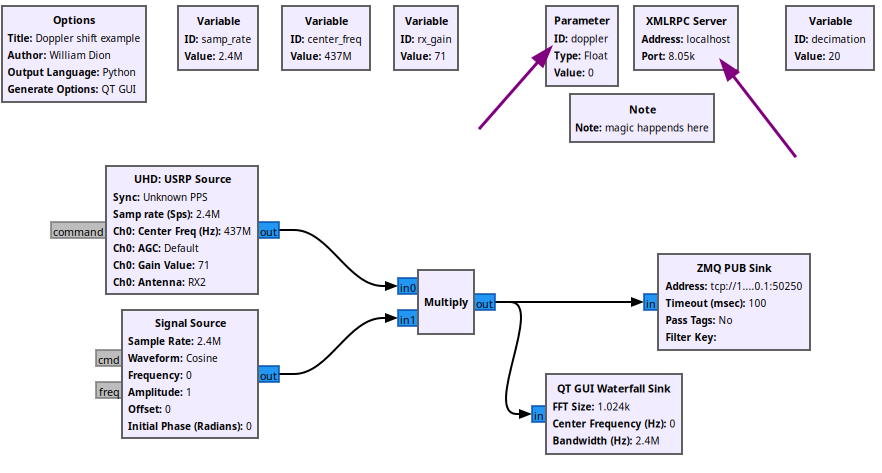 Options
Title: Doppler shift example
Author: William Dion
Output Language: Python
Generate Options: QT GUI
Variable
ID: samp_rate
Value: 2.4M
Variable
ID: center_freq
Value: 437M
Variable
ID: rx_gain
Value: 71
Parameter
ID: doppler
Type: Float
Value: 0
XMLRPC Server
Address: localhost
Port: 8.05k
Variable
ID: decimation
Value: 20
Note
Note: magic happends here
UHD: USRP Source
Sync: Unknown PPS
Samp rate (Sps): 2.4M
Ch0: Center Freq (Hz): 437M
Ch0: AGC: Default
Ch0: Gain Value: 71
Ch0: Antenna: RX2
command
out
Signal Source
Sample Rate: 2.4M
Waveform: Cosine
Frequency: 0
Amplitude: 1
Offset: 0
Initial Phase (Radians): 0
cmd
freq
out
in0
in1
Multiply
out
in
ZMQ PUB Sink
Address: tcp://1....0.1:50250
Timeout (msec): 100
Pass Tags: No
Filter Key:
in
QT GUI Waterfall Sink
FFT Size: 1.024k
Center Frequency (Hz): 0
Bandwidth (Hz): 2.4M